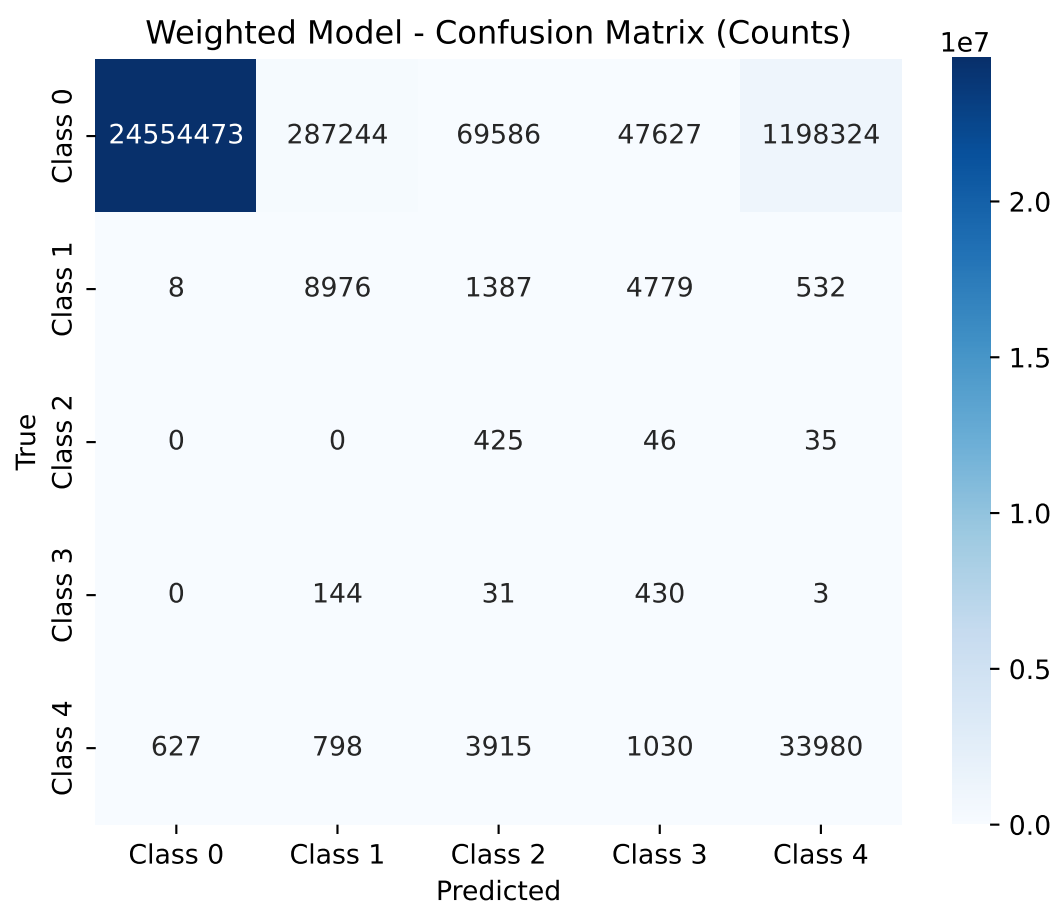 Weighted Model - Confusion Matrix (Counts)
1e7
Class 0
24554473 287244 69586 47627 1198324
2.0
Class 1
8 8976 1387 4779 532
1.5
True
Class 2
0 0 425 46 35
1.0
Class 3
0 144 31 430 3
0.5
Class 4
627 798 3915 1030 33980
0.0
Class 0 Class 1 Class 2 Class 3 Class 4
Predicted